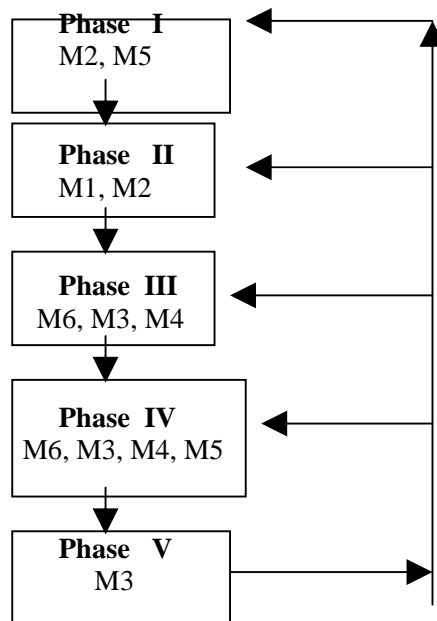 Phase I
M2, M5
Phase II
M1, M2
Phase III
M6, M3, M4
Phase IV
M6, M3, M4, M5
Phase V
M3